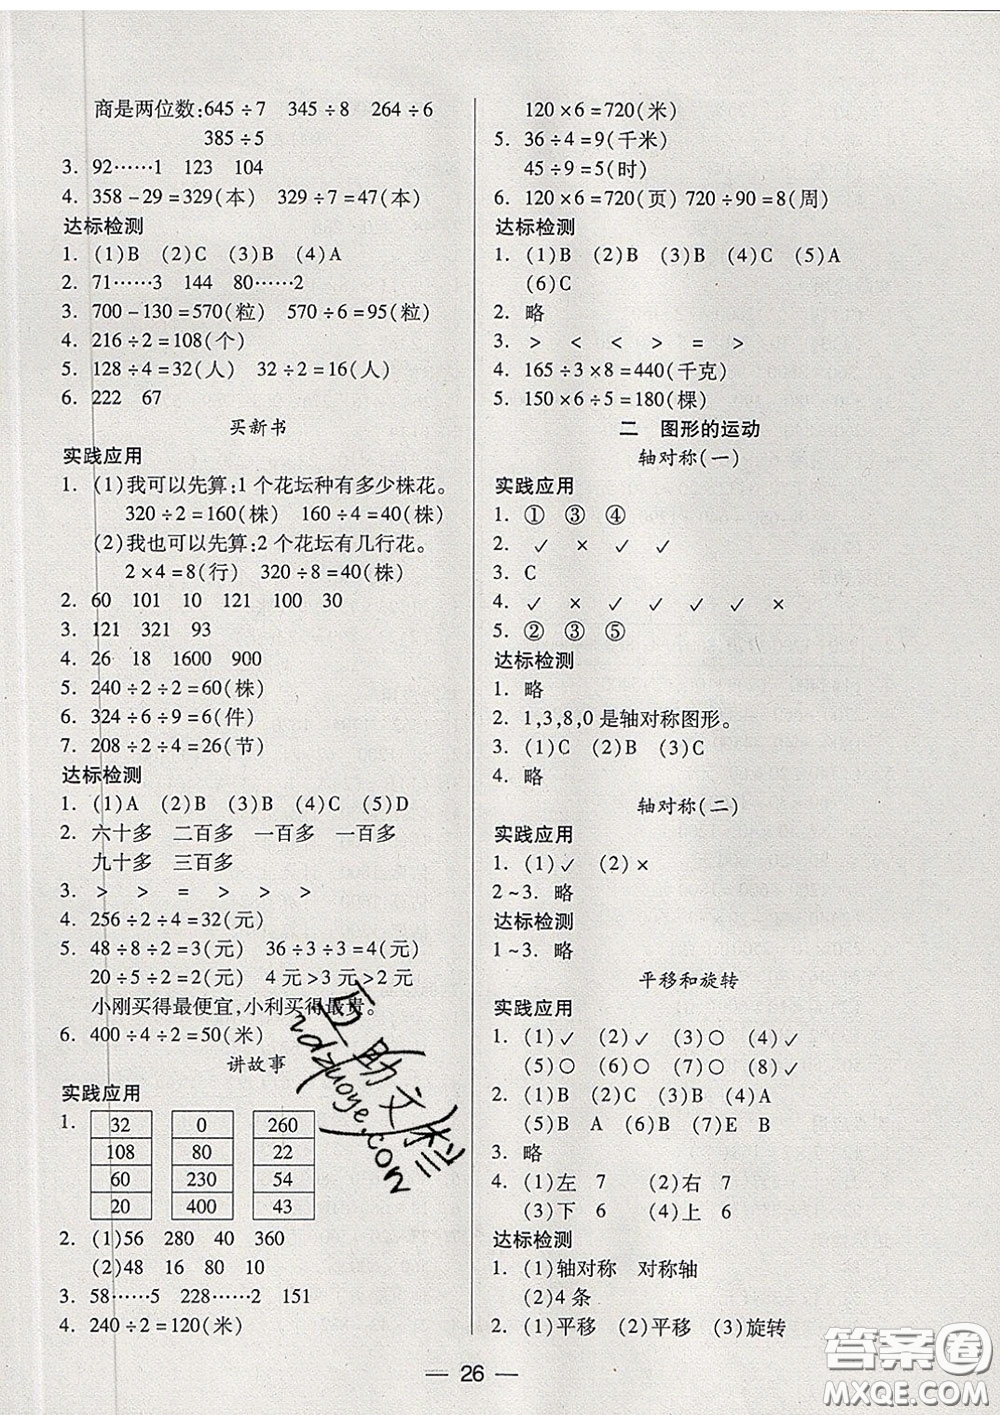 商是两位数:645÷7 345÷8 264÷6
385÷5
3. 92……1 123 104
4. 358-29=329(本) 329÷7=47(本)
达标检测
1. (1)B (2)C (3)B (4)A
2. 71……3 144 80……2
3. 700-130=570(粒) 570÷6=95(粒)
4. 216÷2=108(个)
5. 128÷4=32(人) 32÷2=16(人)
6. 222 67
买新书
实践应用
1. (1)我可以先算:1个花坛种有多少株花。
320÷2=160(株) 160÷4=40(株)
(2)我也可以先算:2个花坛有几行花。
2×4=8(行) 320÷8=40(株)
2. 60 101 10 121 100 30
3. 121 321 93
4. 26 18 1600 900
5. 240÷2÷2=60(株)
6. 324÷6÷9=6(件)
7. 208÷2÷4=26(节)
达标检测
1. (1)A (2)B (3)B (4)C (5)D
2. 六十多 二百多 一百多 一百多
九十多 三百多
3. > > = > > >
4. 256÷2÷4=32(元)
5. 48÷8÷2=3(元) 36÷3÷3=4(元)
20÷5÷2=2(元) 4元>3元>2元
小刚买得最便宜,小利买得最贵。
6. 400÷4÷2=50(米)
讲故事
实践应用
1. 32 0 260
108 80 22
60 230 54
20 400 43
2. (1)56 280 40 360
(2)48 16 80 10
3. 58……5 228……2 151
4. 240÷2=120(米)
120×6=720(米)
5. 36÷4=9(千米)
45÷9=5(时)
6. 120×6=720(页) 720÷90=8(周)
达标检测
1. (1)B (2)B (3)B (4)C (5)A
(6)C
2. 略
3. > < < > = >
4. 165÷3×8=440(千克)
5. 150×6÷5=180(棵)
二 图形的运动
轴对称(一)
实践应用
1. ① ③ ④
2. ✓ × ✓ ✓
3. C
4. ✓ × ✓ ✓ ✓ ✓ ×
5. ② ③ ⑤
达标检测
1. 略
2. 1,3,8,0是轴对称图形。
3. (1)C (2)B (3)C
4. 略
轴对称(二)
实践应用
1. (1)✓ (2)×
2~3. 略
达标检测
1~3. 略
平移和旋转
实践应用
1. (1)✓ (2)✓ (3)○ (4)✓
(5)○ (6)○ (7)○ (8)✓
2. (1)B (2)C (3)B (4)A
(5)B A (6)B (7)E B
3. 略
4. (1)左 7 (2)右 7
(3)下 6 (4)上 6
达标检测
1. (1)轴对称 对称轴
(2)4条
2. (1)平移 (2)平移 (3)旋转
— 26 —
答案圈
MXQE.COM